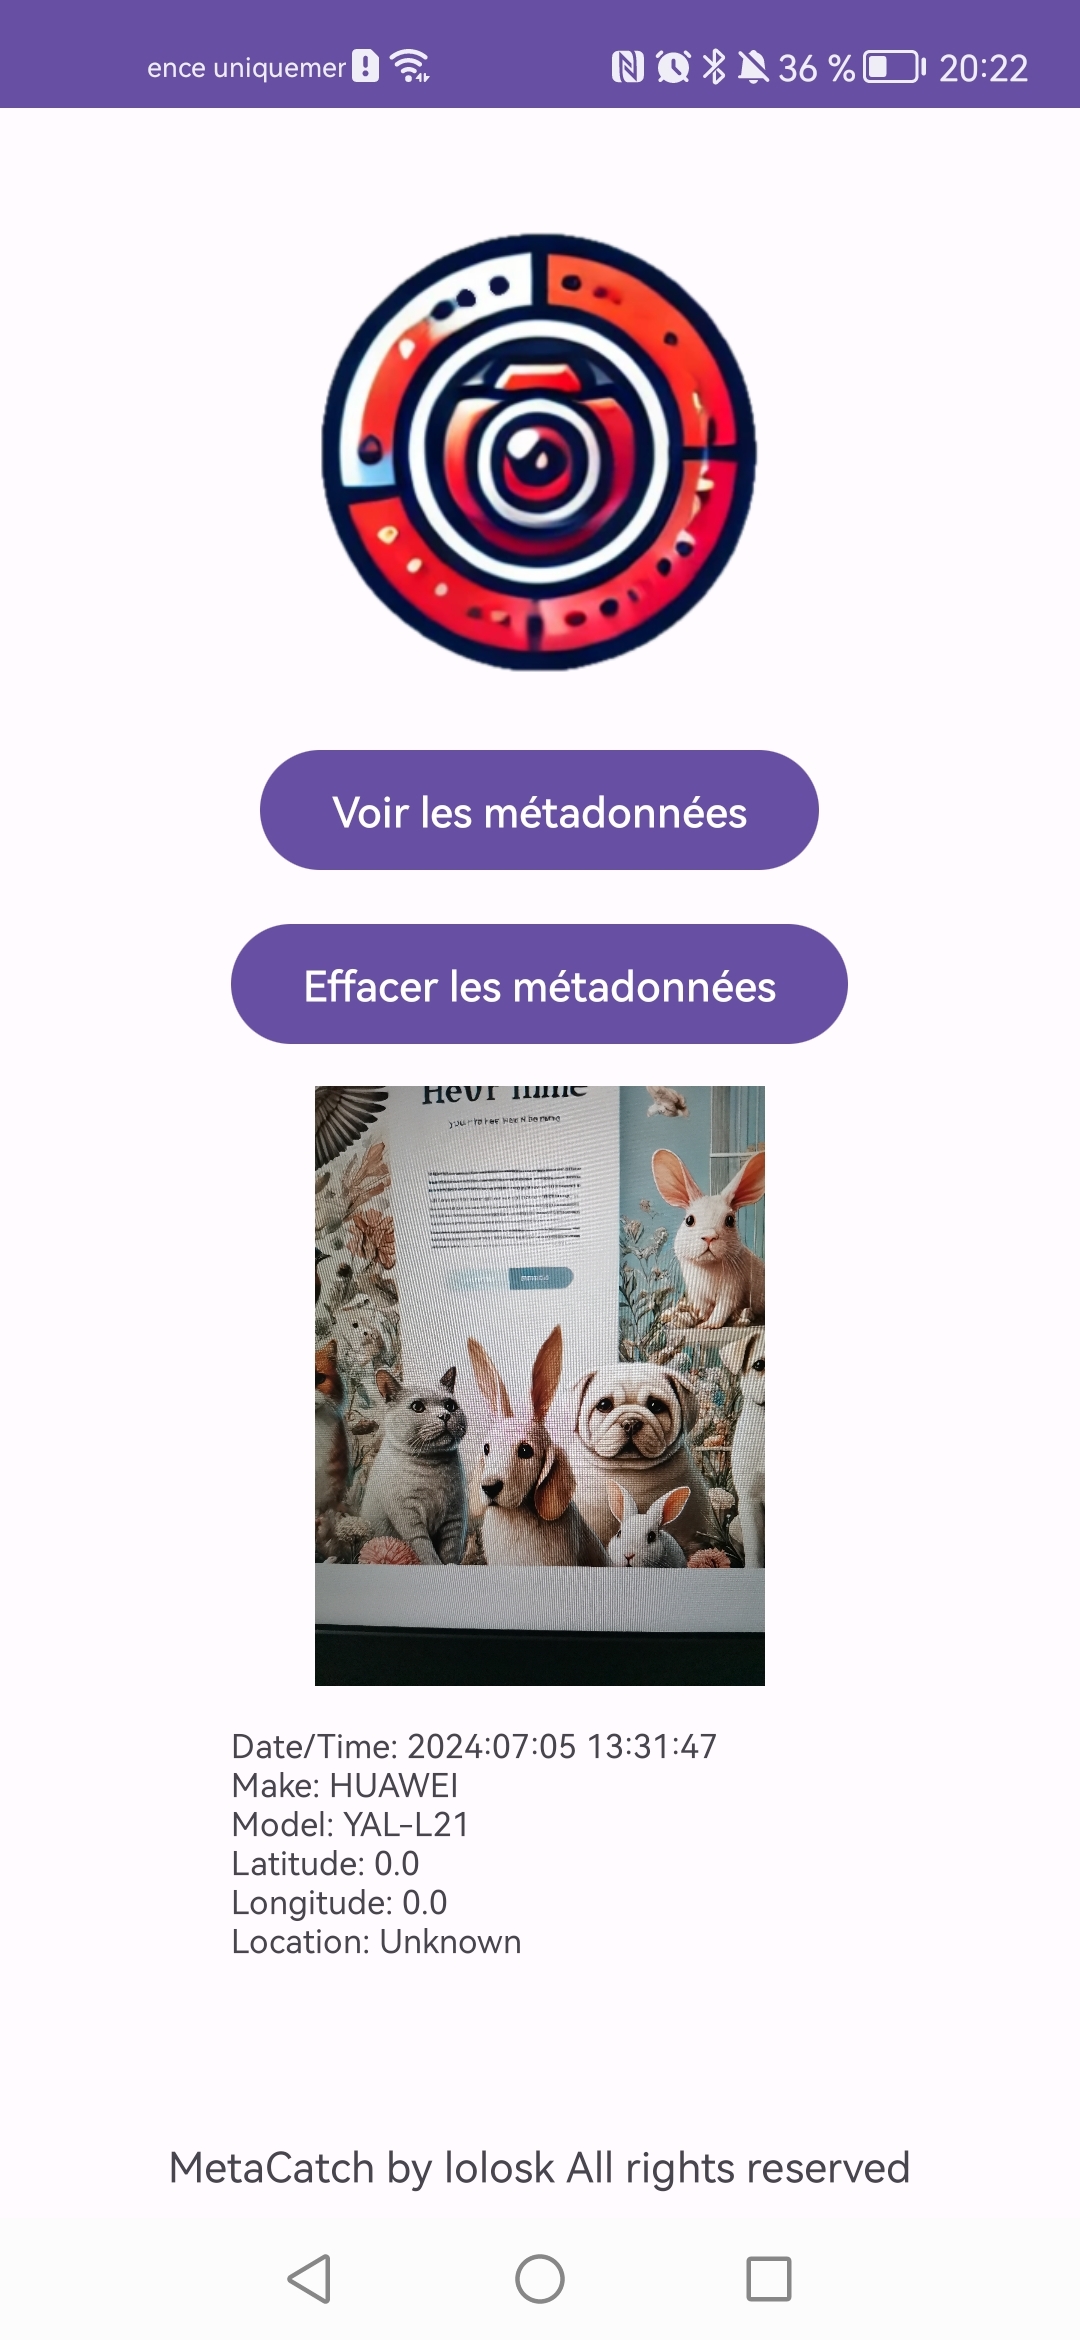 ence uniquemer
36 % 20:22
Voir les métadonnées
Effacer les métadonnées
Date/Time: 2024:07:05 13:31:47
Make: HUAWEI
Model: YAL-L21
Latitude: 0.0
Longitude: 0.0
Location: Unknown
MetaCatch by lolosk All rights reserved